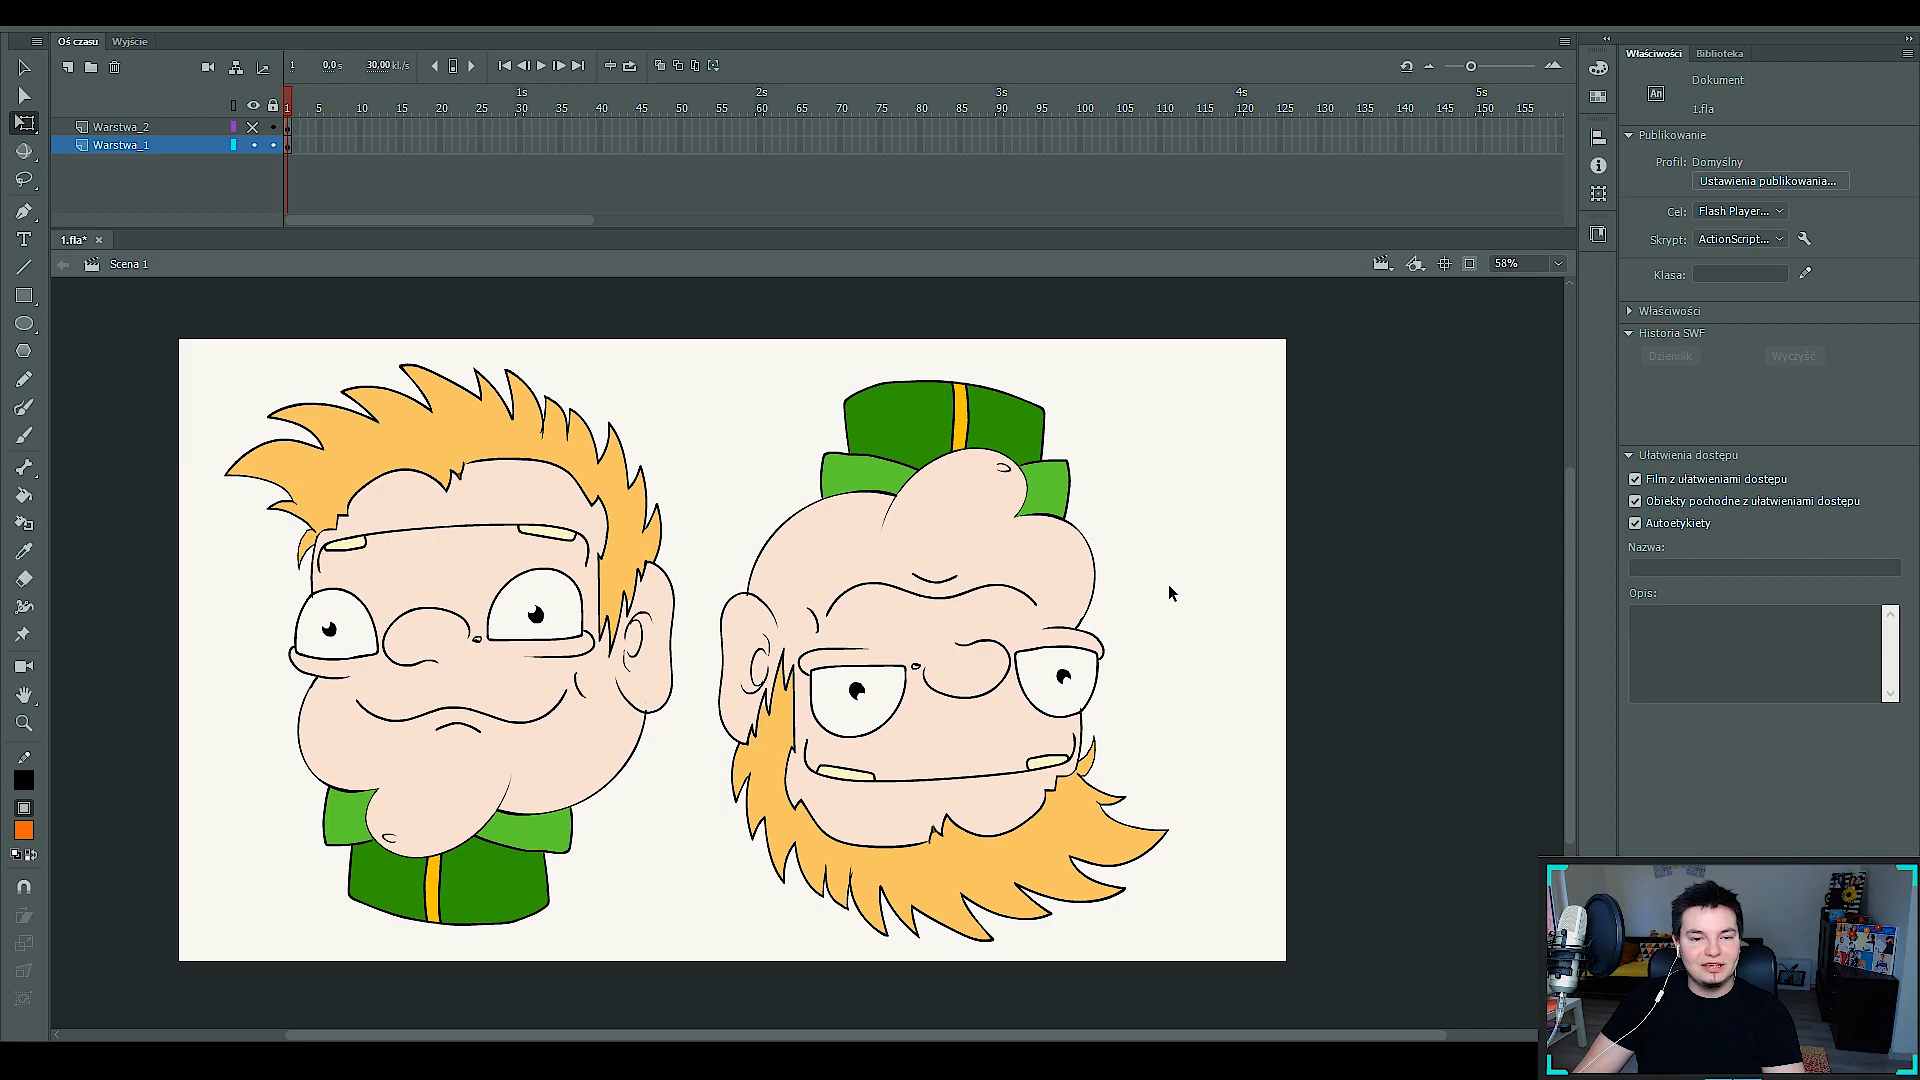 Oś czasu
Wyjście
1
0,0 s
30,00 kl./s
1s
2s
3s
4s
5s
1
5
10
15
20
25
30
35
40
45
50
55
60
65
70
75
80
85
90
95
100
105
110
115
120
125
130
135
140
145
150
155
Warstwa_2
Warstwa_1
1.fla*
Scena 1
58%
Właściwości
Biblioteka
Dokument
An
1.fla
Publikowanie
Profil: Domyślny
Ustawienia publikowania...
Cel: Flash Player...
Skrypt: ActionScript...
Klasa:
Właściwości
Historia SWF
Dziennik
Wyczyść
Ułatwienia dostępu
Film z ułatwieniami dostępu
Obiekty pochodne z ułatwieniami dostępu
Autoetykiety
Nazwa:
Opis: